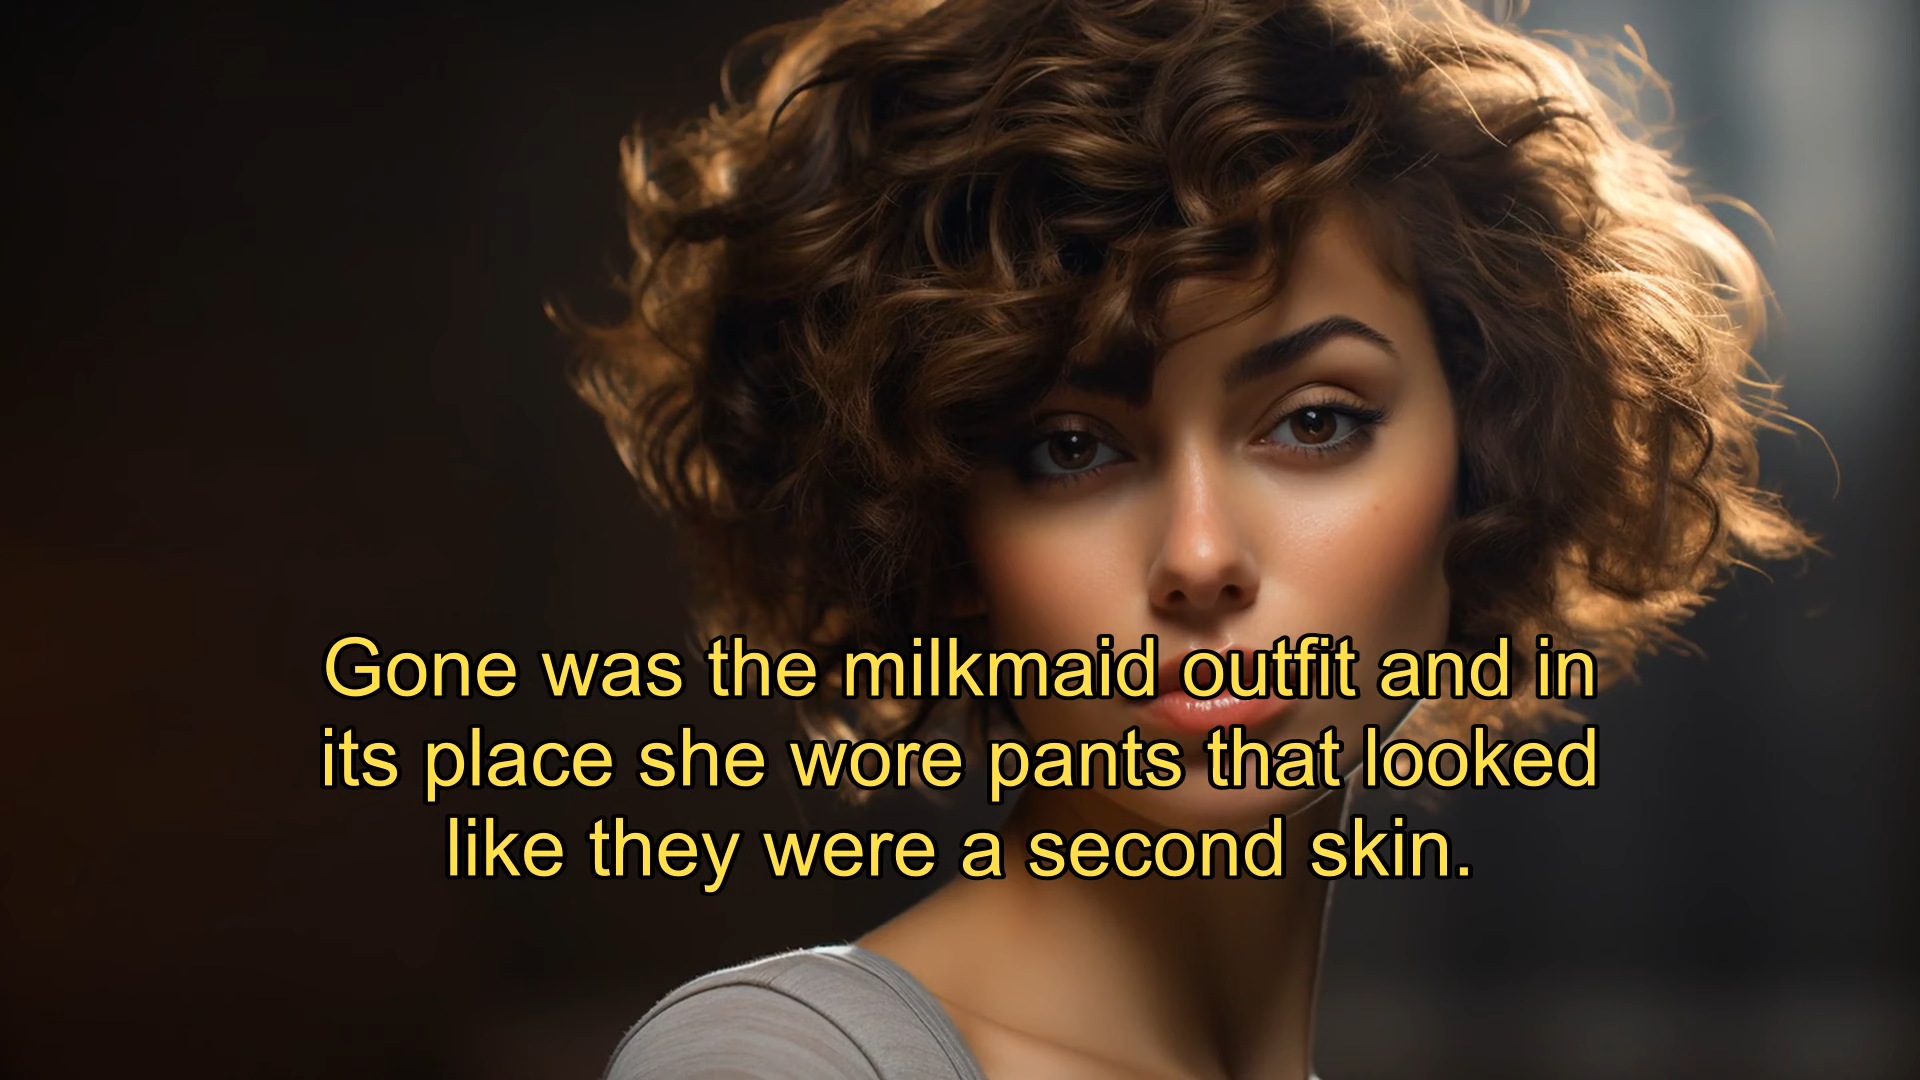 Gone was the milkmaid outfit and in
its place she wore pants that looked
like they were a second skin.